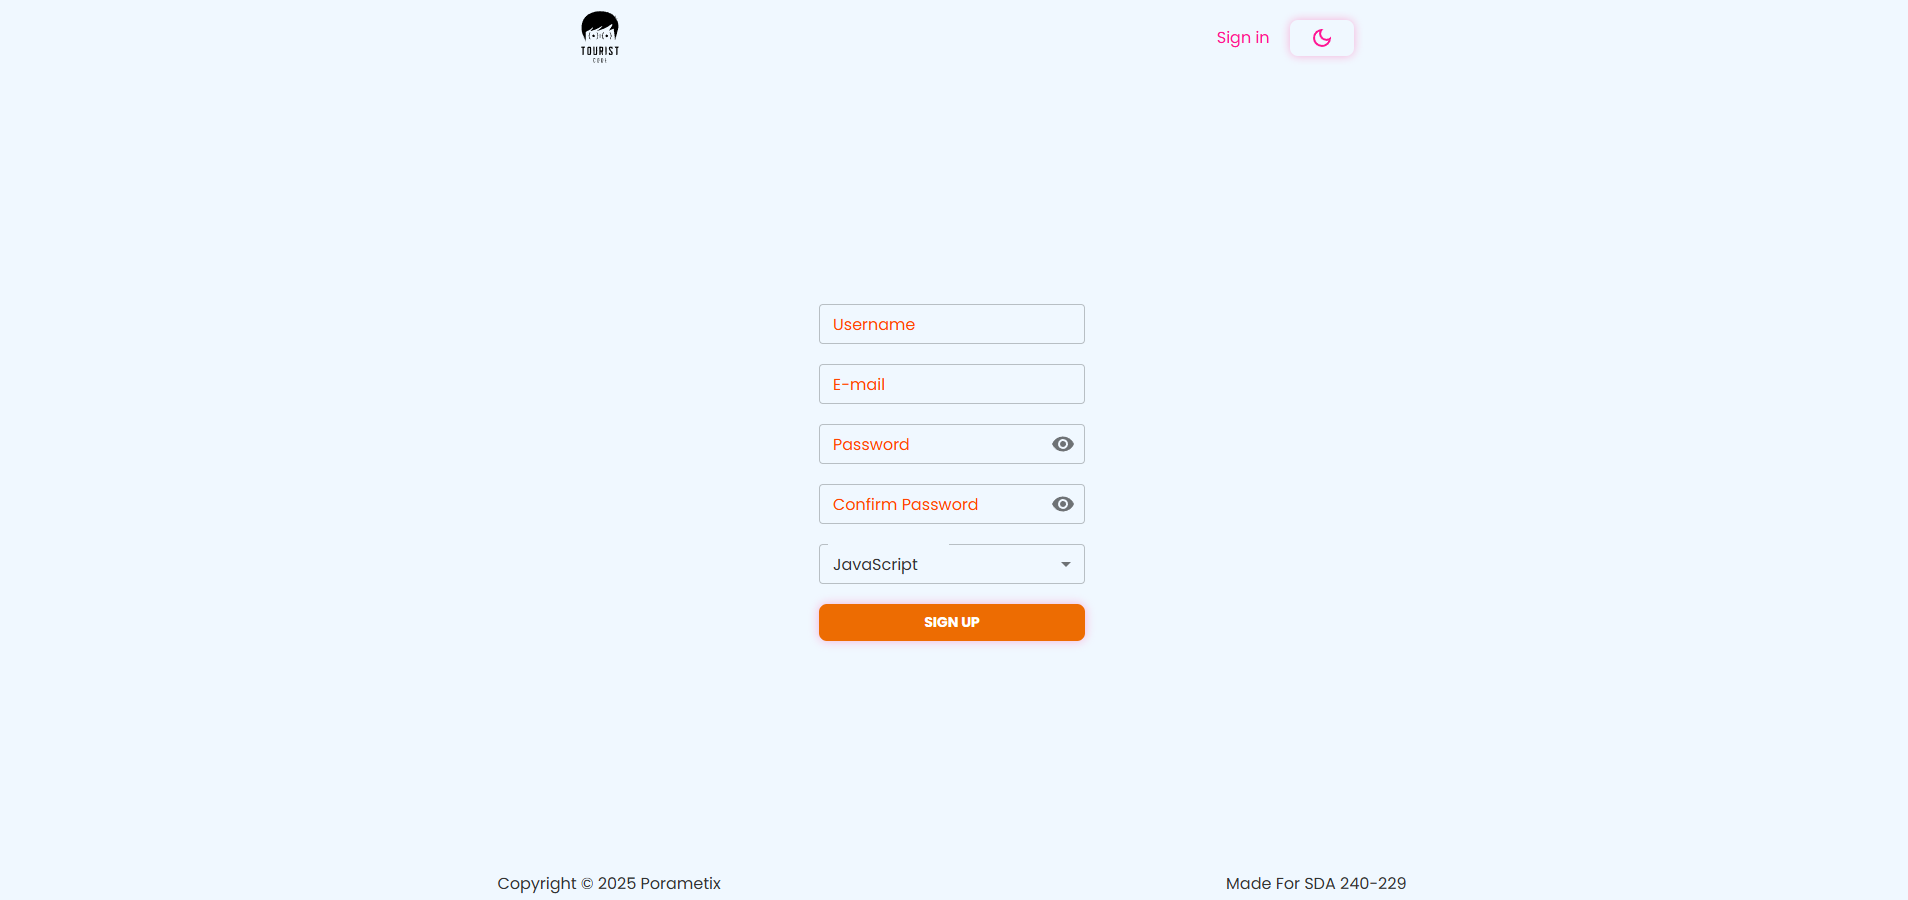 TOURIST
CODE
Sign in
Username
E-mail
Password
Confirm Password
JavaScript
SIGN UP
Copyright © 2025 Porametix
Made For SDA 240-229